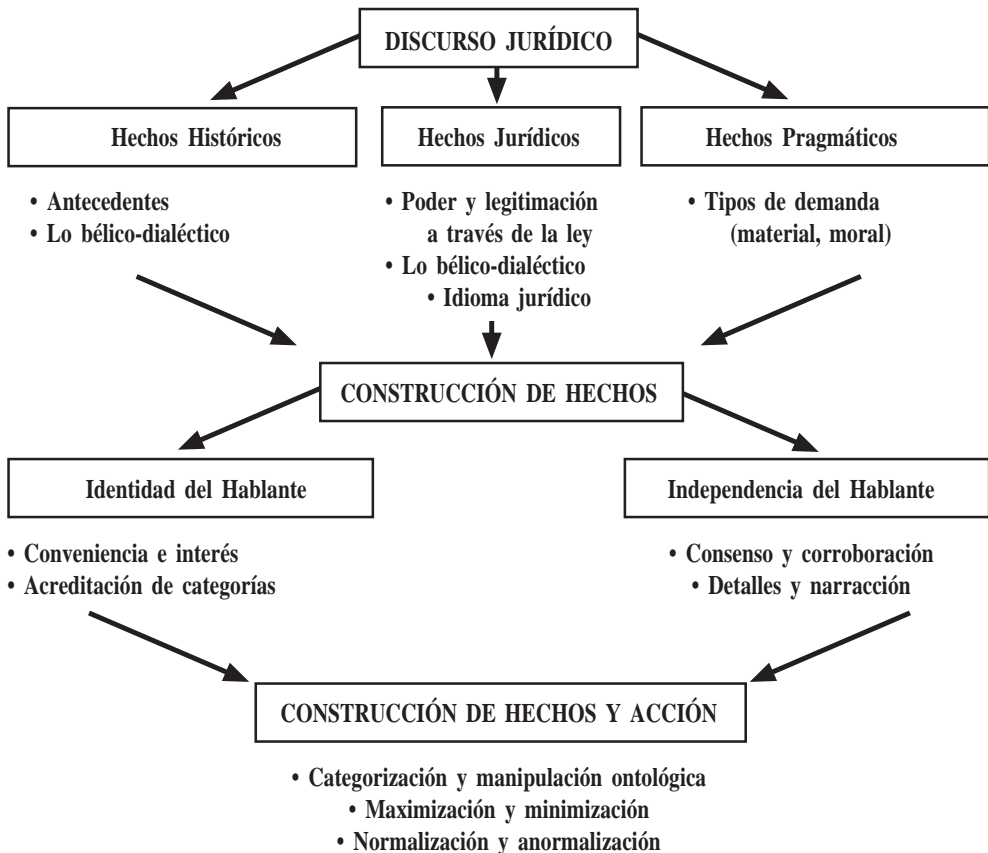 DISCURSO JURÍDICO
Hechos Históricos
Hechos Jurídicos
Hechos Pragmáticos
• Antecedentes
• Lo bélico-dialéctico
• Poder y legitimación
a través de la ley
• Lo bélico-dialéctico
• Idioma jurídico
• Tipos de demanda
(material, moral)
CONSTRUCCIÓN DE HECHOS
Identidad del Hablante
Independencia del Hablante
• Conveniencia e interés
• Acreditación de categorías
• Consenso y corroboración
• Detalles y narracción
CONSTRUCCIÓN DE HECHOS Y ACCIÓN
• Categorización y manipulación ontológica
• Maximización y minimización
• Normalización y anormalización